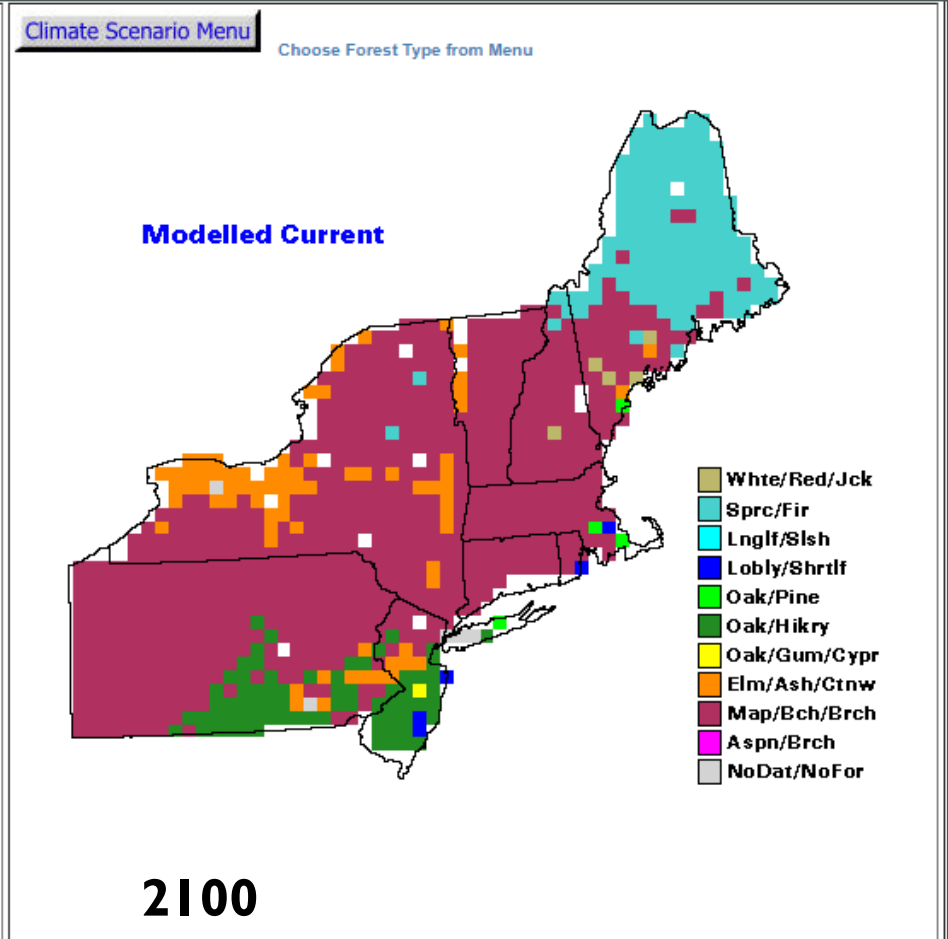 Climate Scenario Menu
Choose Forest Type from Menu
Modelled Current
Whte/Red/Jck
Sprc/Fir
Lnglf/Slsh
Lobly/Shrtlf
Oak/Pine
Oak/Hikry
Oak/Gum/Cypr
Elm/Ash/Ctnw
Map/Bch/Brch
Aspn/Brch
NoDat/NoFor
2100